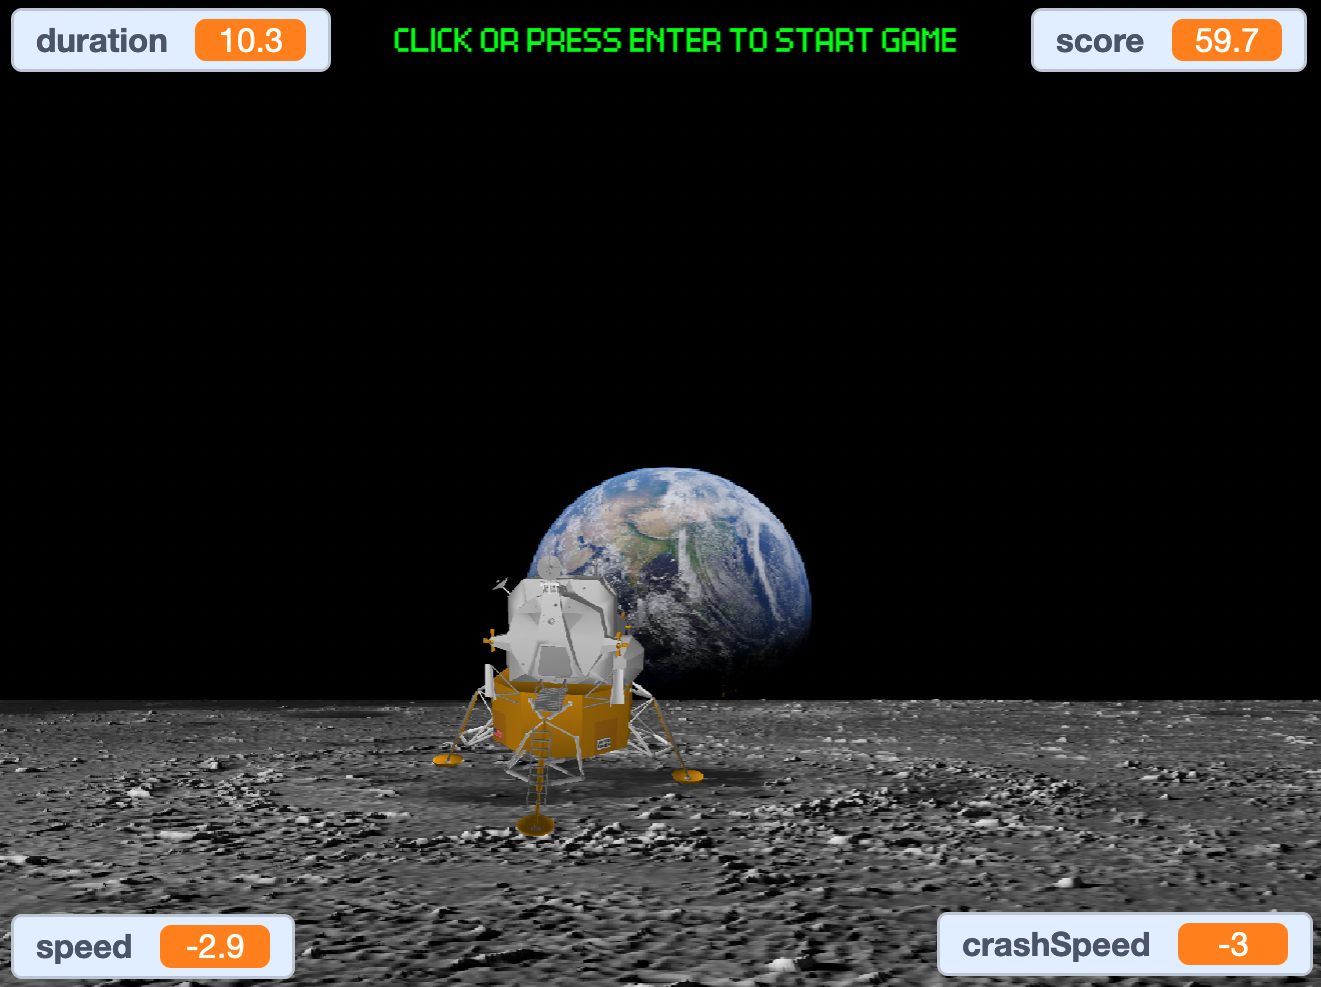 duration 10.3
CLICK OR PRESS ENTER TO START GAME
score 59.7
speed -2.9
crashSpeed -3